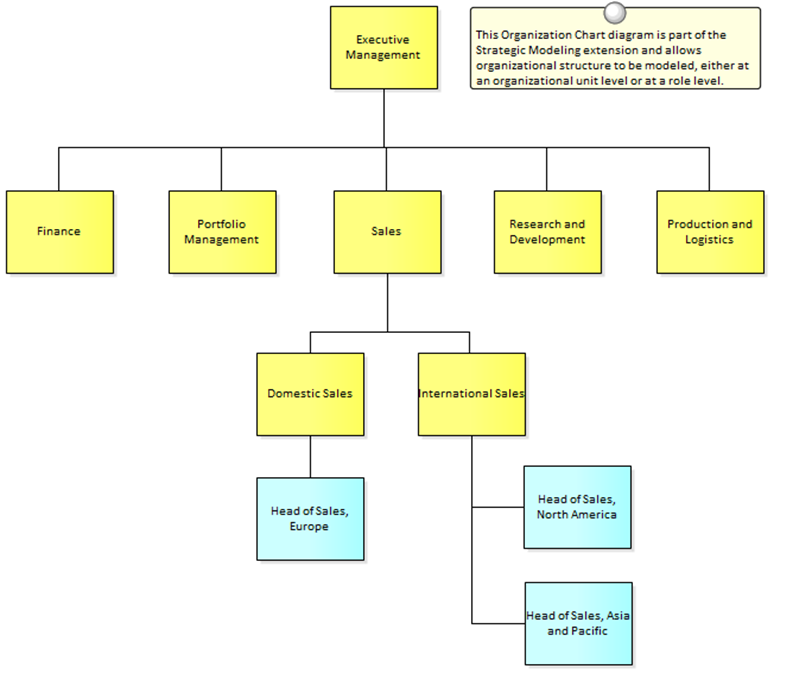 Executive
Management
This Organization Chart diagram is part of the
Strategic Modeling extension and allows
organizational structure to be modeled, either at
an organizational unit level or at a role level.
Finance
Portfolio
Management
Sales
Research and
Development
Production and
Logistics
Domestic Sales
International Sales
Head of Sales,
Europe
Head of Sales,
North America
Head of Sales, Asia
and Pacific